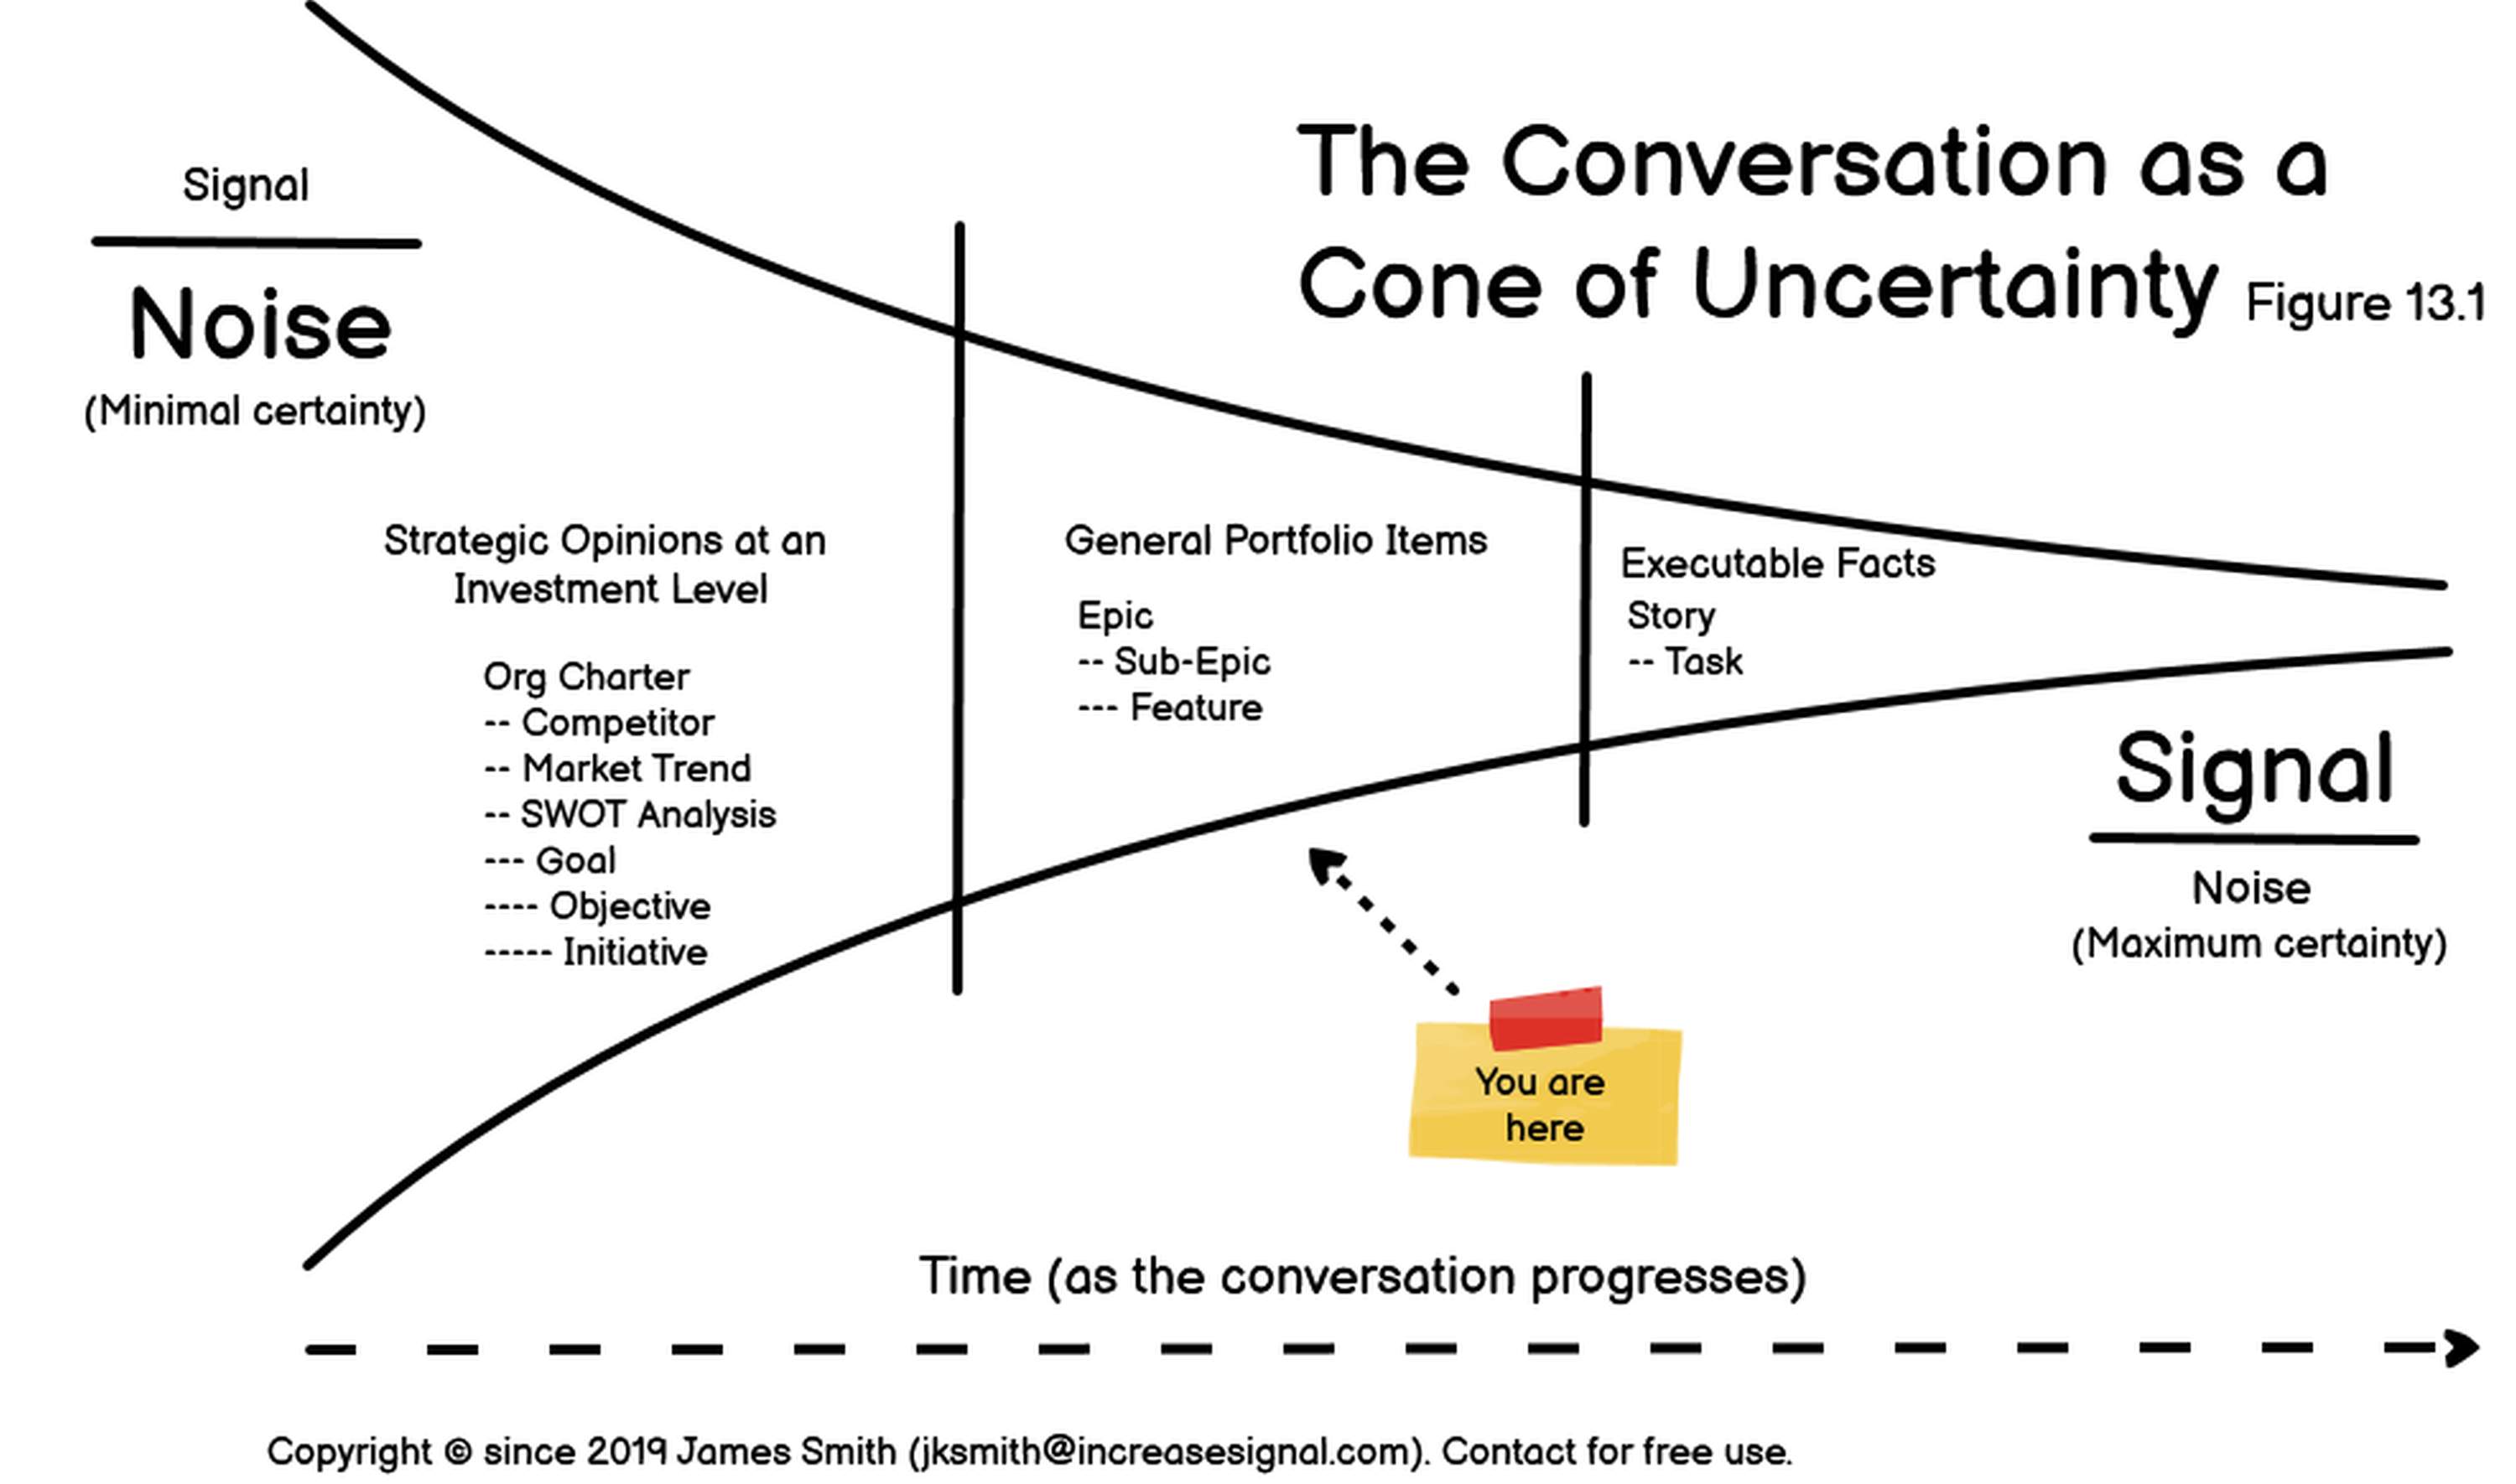 The Conversation as a
Cone of Uncertainty Figure 13.1
Signal
Noise
(Minimal certainty)
Strategic Opinions at an
Investment Level
Org Charter
-- Competitor
-- Market Trend
-- SWOT Analysis
--- Goal
---- Objective
----- Initiative
General Portfolio Items
Epic
-- Sub-Epic
--- Feature
Executable Facts
Story
-- Task
Signal
Noise
(Maximum certainty)
You are
here
Time (as the conversation progresses)
Copyright © since 2019 James Smith (jksmith@increasesignal.com). Contact for free use.